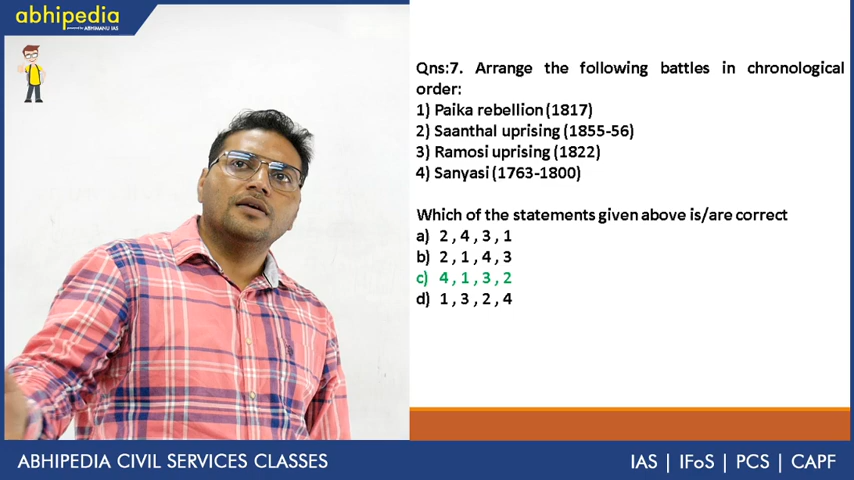 abhipedia
powered by ABHIMANU IAS
Qns:7. Arrange the following battles in chronological
order:
1) Paika rebellion (1817)
2) Saanthal uprising (1855-56)
3) Ramosi uprising (1822)
4) Sanyasi (1763-1800)
Which of the statements given above is/are correct
a) 2 , 4 , 3 , 1
b) 2 , 1 , 4 , 3
c) 4 , 1 , 3 , 2
d) 1 , 3 , 2 , 4
ABHIPEDIA CIVIL SERVICES CLASSES
IAS | IFoS | PCS | CAPF